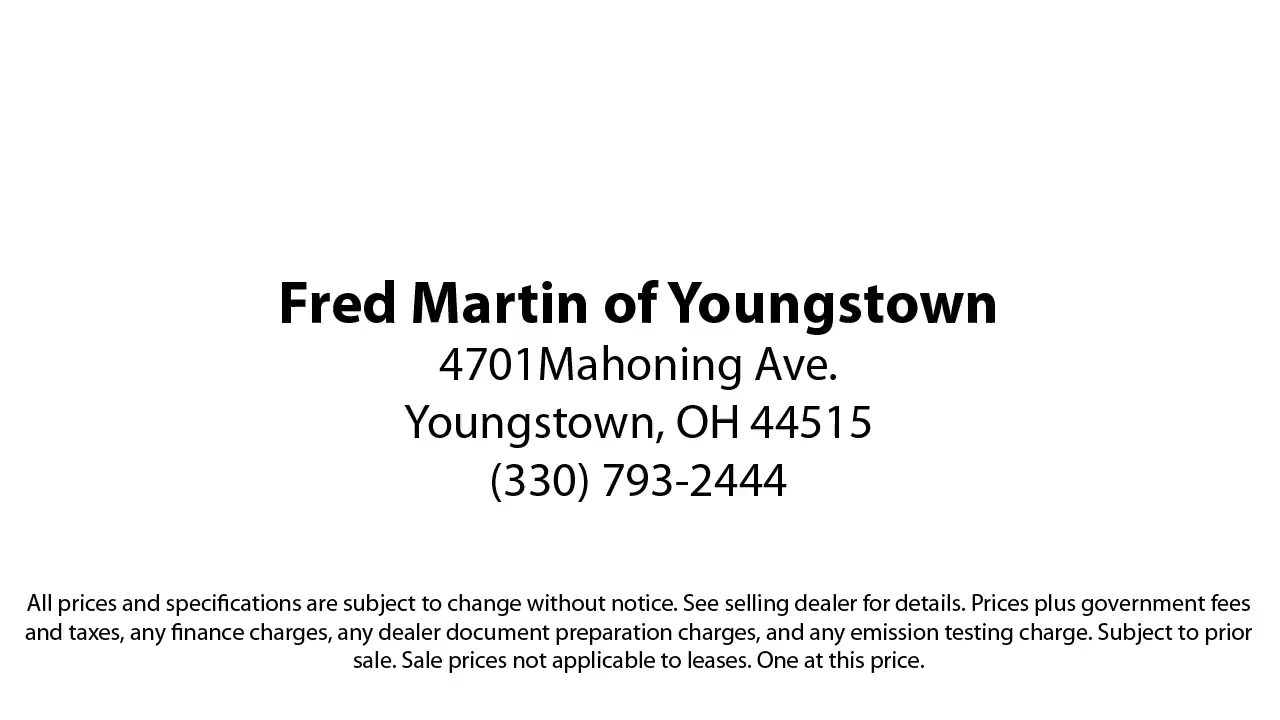 Fred Martin of Youngstown
4701Mahoning Ave.
Youngstown, OH 44515
(330) 793-2444
All prices and specifications are subject to change without notice. See selling dealer for details. Prices plus government fees
and taxes, any finance charges, any dealer document preparation charges, and any emission testing charge. Subject to prior
sale. Sale prices not applicable to leases. One at this price.